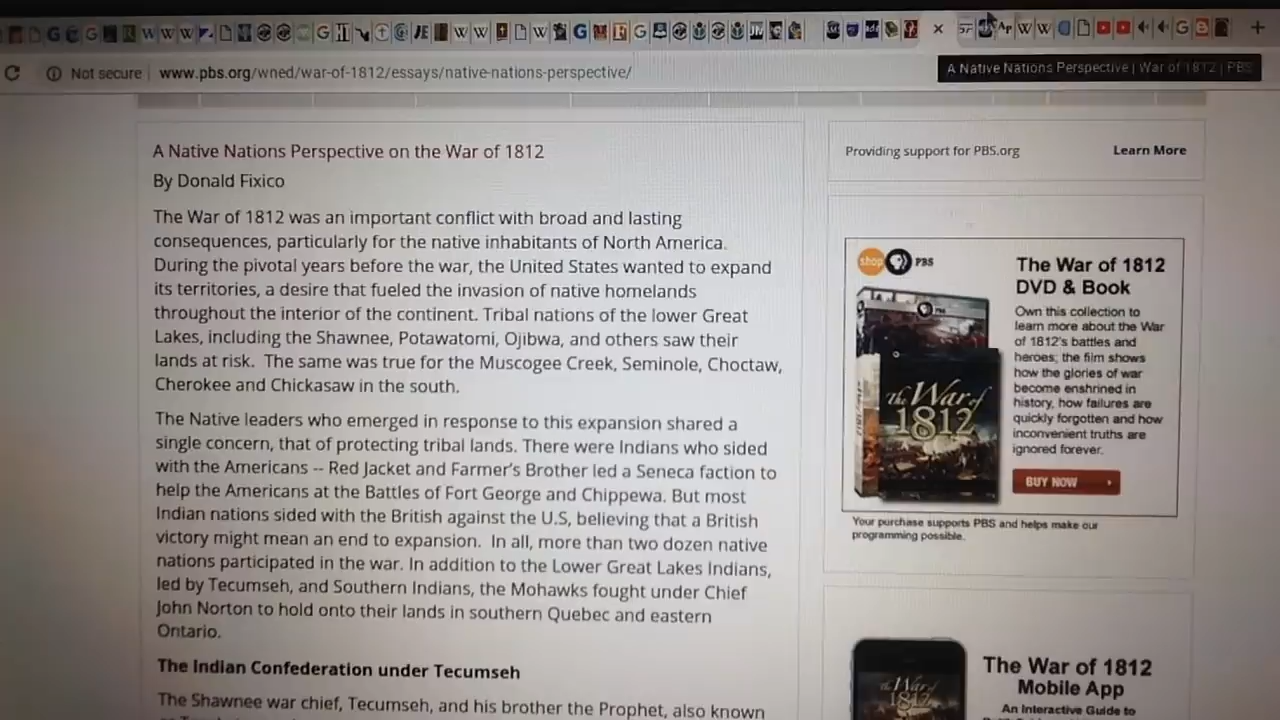 Not secure | www.pbs.org/wned/war-of-1812/essays/native-nations-perspective/
A Native Nations Perspective | War of 1812 | PBS
A Native Nations Perspective on the War of 1812
By Donald Fixico
The War of 1812 was an important conflict with broad and lasting
consequences, particularly for the native inhabitants of North America.
During the pivotal years before the war, the United States wanted to expand
its territories, a desire that fueled the invasion of native homelands
throughout the interior of the continent. Tribal nations of the lower Great
Lakes, including the Shawnee, Potawatomi, Ojibwa, and others saw their
lands at risk. The same was true for the Muscogee Creek, Seminole, Choctaw,
Cherokee and Chickasaw in the south.
The Native leaders who emerged in response to this expansion shared a
single concern, that of protecting tribal lands. There were Indians who sided
with the Americans -- Red Jacket and Farmer's Brother led a Seneca faction to
help the Americans at the Battles of Fort George and Chippewa. But most
Indian nations sided with the British against the U.S, believing that a British
victory might mean an end to expansion. In all, more than two dozen native
nations participated in the war. In addition to the Lower Great Lakes Indians,
led by Tecumseh, and Southern Indians, the Mohawks fought under Chief
John Norton to hold onto their lands in southern Quebec and eastern
Ontario.
The Indian Confederation under Tecumseh
The Shawnee war chief, Tecumseh, and his brother the Prophet, also known
Providing support for PBS.org
Learn More
shop PBS
The War of 1812
DVD & Book
Own this collection to
learn more about the War
of 1812's battles and
heroes; the film shows
how the glories of war
become enshrined in
history, how failures are
quickly forgotten and how
inconvenient truths are
ignored forever.
BUY NOW
the War of
1812
Your purchase supports PBS and helps make our
programming possible.
The War of 1812
Mobile App
An Interactive Guide to
the War of
1812